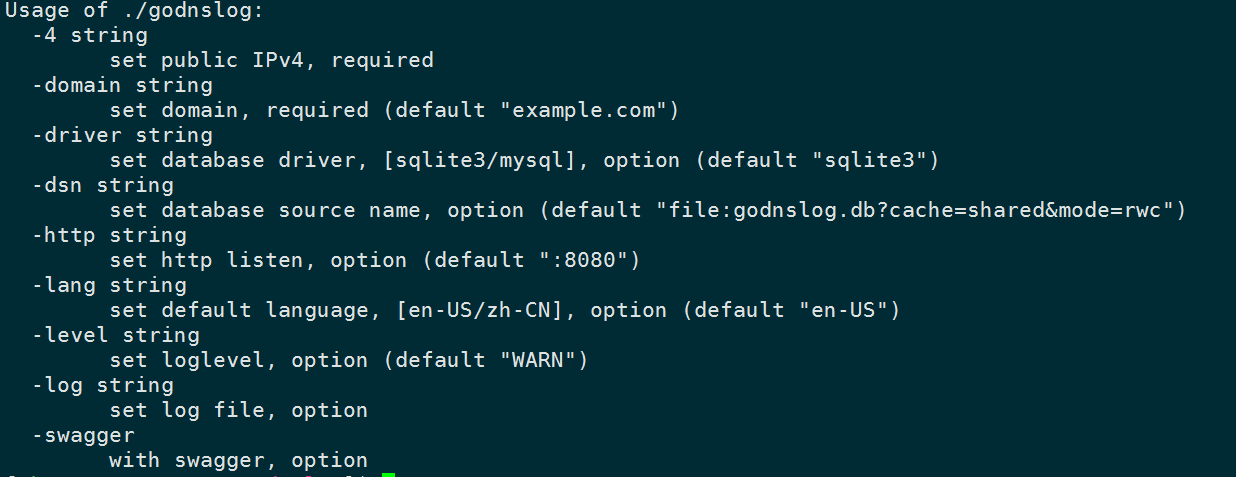 Usage of ./godnslog:
  -4 string
        set public IPv4, required
  -domain string
        set domain, required (default "example.com")
  -driver string
        set database driver, [sqlite3/mysql], option (default "sqlite3")
  -dsn string
        set database source name, option (default "file:godnslog.db?cache=shared&mode=rwc")
  -http string
        set http listen, option (default ":8080")
  -lang string
        set default language, [en-US/zh-CN], option (default "en-US")
  -level string
        set loglevel, option (default "WARN")
  -log string
        set log file, option
  -swagger
        with swagger, option